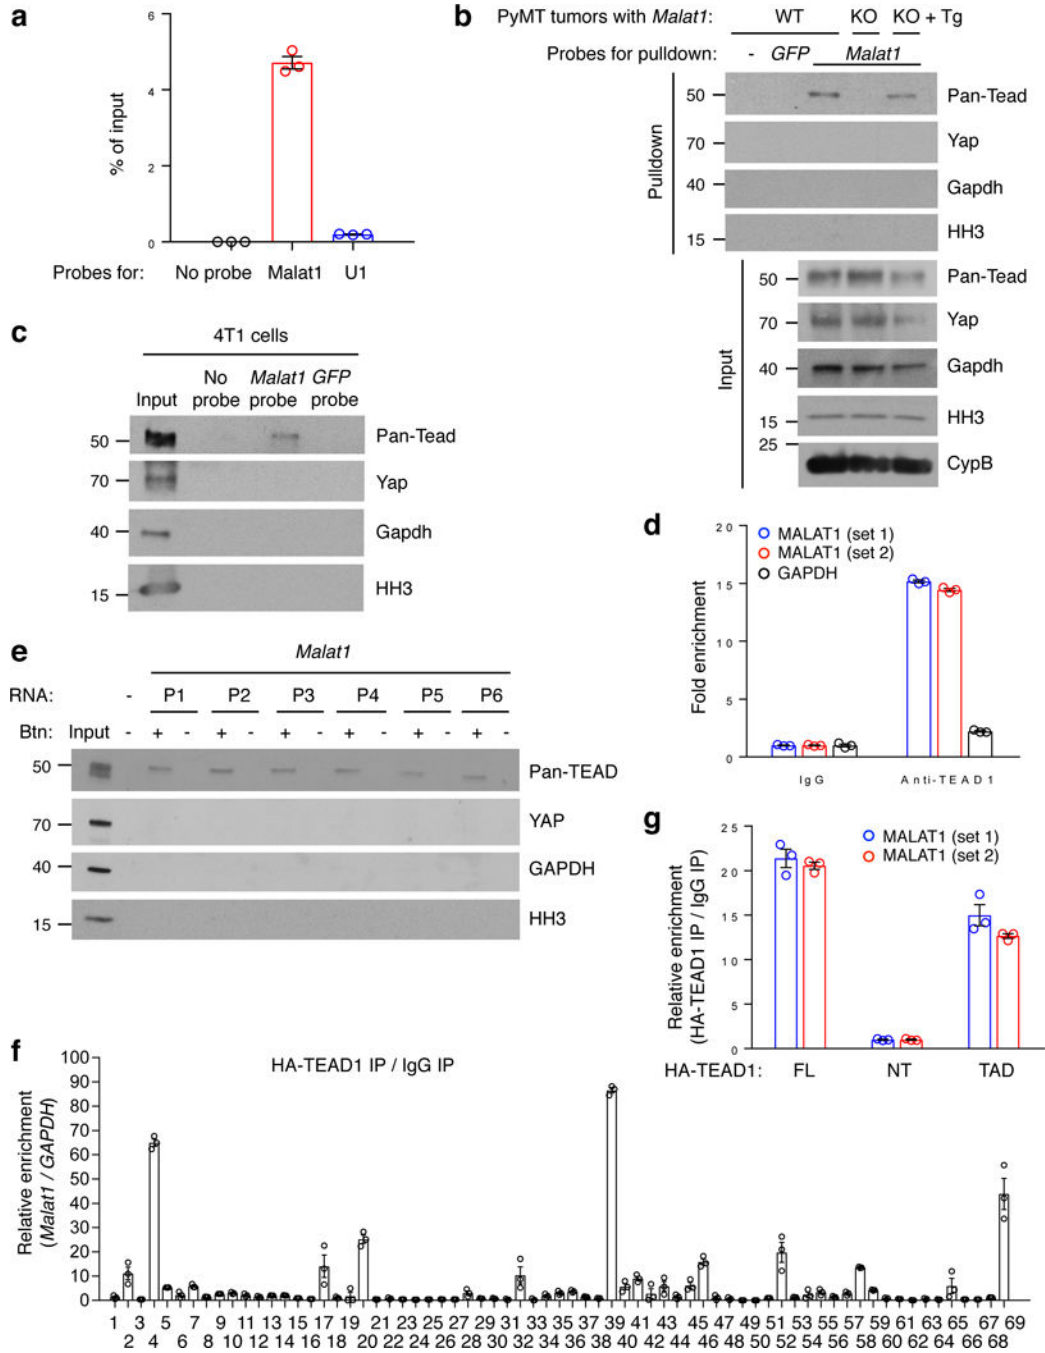 a
% of input
6
4
2
0
Probes for: No probe Malat1 U1
b
PyMT tumors with Malat1: WT KO KO + Tg
Probes for pulldown: - GFP Malat1
Pulldown
50 Pan-Tead
70 Yap
40 Gapdh
15 HH3
Input
50 Pan-Tead
70 Yap
40 Gapdh
15 HH3
25 CypB
c
4T1 cells
Input No probe Malat1 probe GFP probe
50 Pan-Tead
70 Yap
40 Gapdh
15 HH3
d
Fold enrichment
20
15
10
5
0
MALAT1 (set 1)
MALAT1 (set 2)
GAPDH
IgG Anti-TEAD1
e
Malat1
RNA: - P1 P2 P3 P4 P5 P6
Btn: Input - + - + - + - + - + - + -
50 Pan-TEAD
70 YAP
40 GAPDH
15 HH3
g
Relative enrichment
(HA-TEAD1 IP / IgG IP)
25
20
15
10
5
0
MALAT1 (set 1)
MALAT1 (set 2)
HA-TEAD1: FL NT TAD
f
HA-TEAD1 IP / IgG IP
Relative enrichment
(Malat1 / GAPDH)
100
90
80
70
60
50
40
30
20
10
0
1 3 5 7 9 11 13 15 17 19 21 23 25 27 29 31 33 35 37 39 41 43 45 47 49 51 53 55 57 59 61 63 65 67 69
2 4 6 8 10 12 14 16 18 20 22 24 26 28 30 32 34 36 38 40 42 44 46 48 50 52 54 56 58 60 62 64 66 68